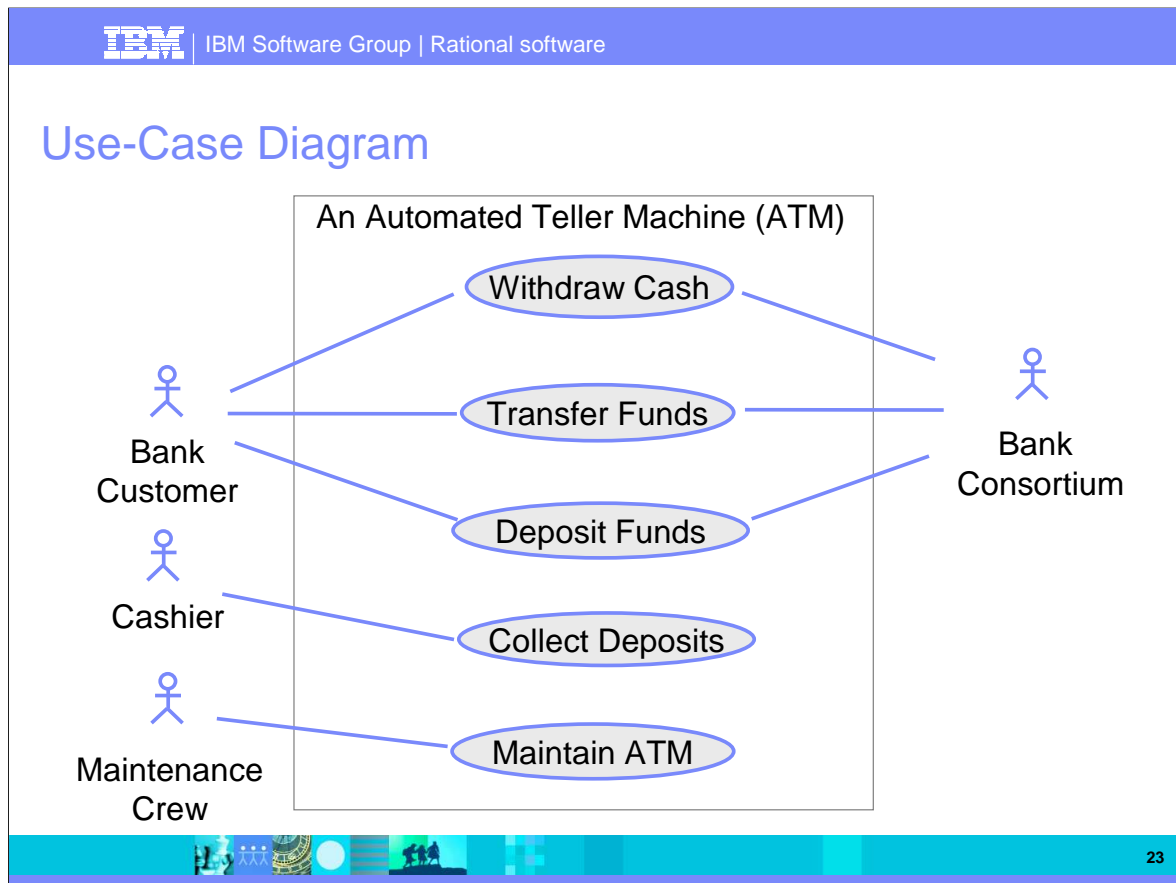 IBM | IBM Software Group | Rational software
Use-Case Diagram
An Automated Teller Machine (ATM)
Withdraw Cash
Transfer Funds
Deposit Funds
Collect Deposits
Maintain ATM
Bank
Customer
Cashier
Maintenance
Crew
Bank
Consortium
23